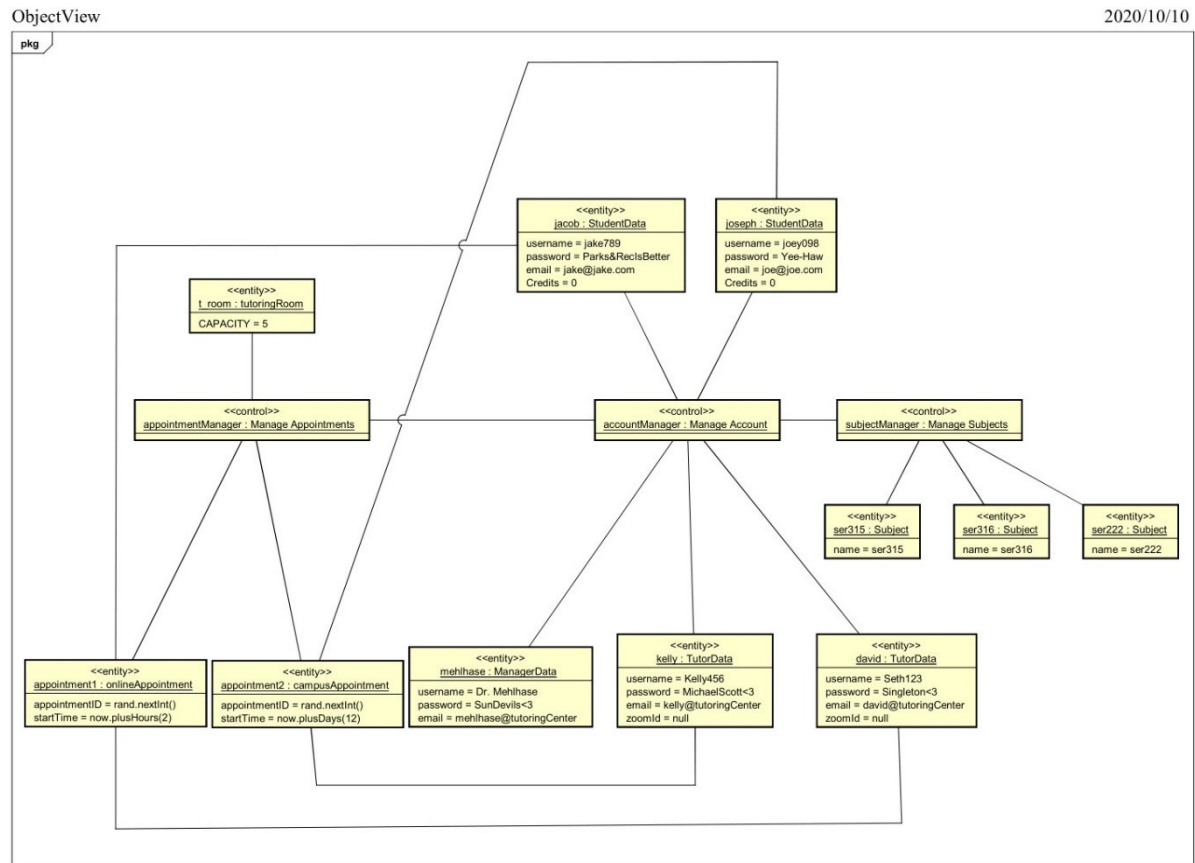 ObjectView
2020/10/10
pkg
<<entity>>
jacob : StudentData
username = jake789
password = Parks&RecIsBetter
email = jake@jake.com
Credits = 0
<<entity>>
joseph : StudentData
username = joey098
password = Yee-Haw
email = joe@joe.com
Credits = 0
<<entity>>
t_room : tutoringRoom
CAPACITY = 5
<<control>>
appointmentManager : Manage Appointments
<<control>>
accountManager : Manage Account
<<control>>
subjectManager : Manage Subjects
<<entity>>
ser315 : Subject
name = ser315
<<entity>>
ser316 : Subject
name = ser316
<<entity>>
ser222 : Subject
name = ser222
<<entity>>
appointment1 : onlineAppointment
appointmentID = rand.nextInt()
startTime = now.plusHours(2)
<<entity>>
appointment2 : campusAppointment
appointmentID = rand.nextInt()
startTime = now.plusDays(12)
<<entity>>
mehlhase : ManagerData
username = Dr. Mehlhase
password = SunDevils<3
email = mehlhase@tutoringCenter
<<entity>>
kelly : TutorData
username = Kelly456
password = MichaelScott<3
email = kelly@tutoringCenter
zoomId = null
<<entity>>
david : TutorData
username = Seth123
password = Singleton<3
email = david@tutoringCenter
zoomId = null